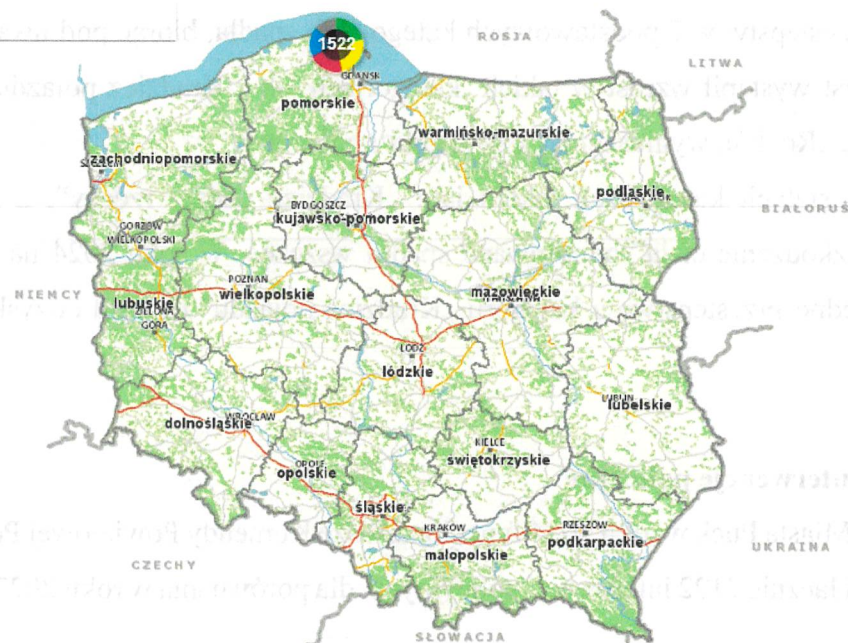 ROSJA
1522
LITWA
GDAŃSK
pomorskie
warmińsko-mazurskie
zachodniopomorskie
podlaskie
BYDGOSZCZ
kujawsko-pomorskie
BIAŁORUŚ
GORZÓW
WIELKOPOLSKI
POZNAŃ
wielkopolskie
mazowieckie
NIEMCY
lubuskie
ZIELONA
GÓRA
ŁÓDŹ
łódzkie
LUBLIN
lubelskie
WROCŁAW
dolnośląskie
KIELCE
świętokrzyskie
OPOLE
opolskie
śląskie
KRAKÓW
małopolskie
RZESZÓW
podkarpackie
UKRAINA
CZECHY
SŁOWACJA